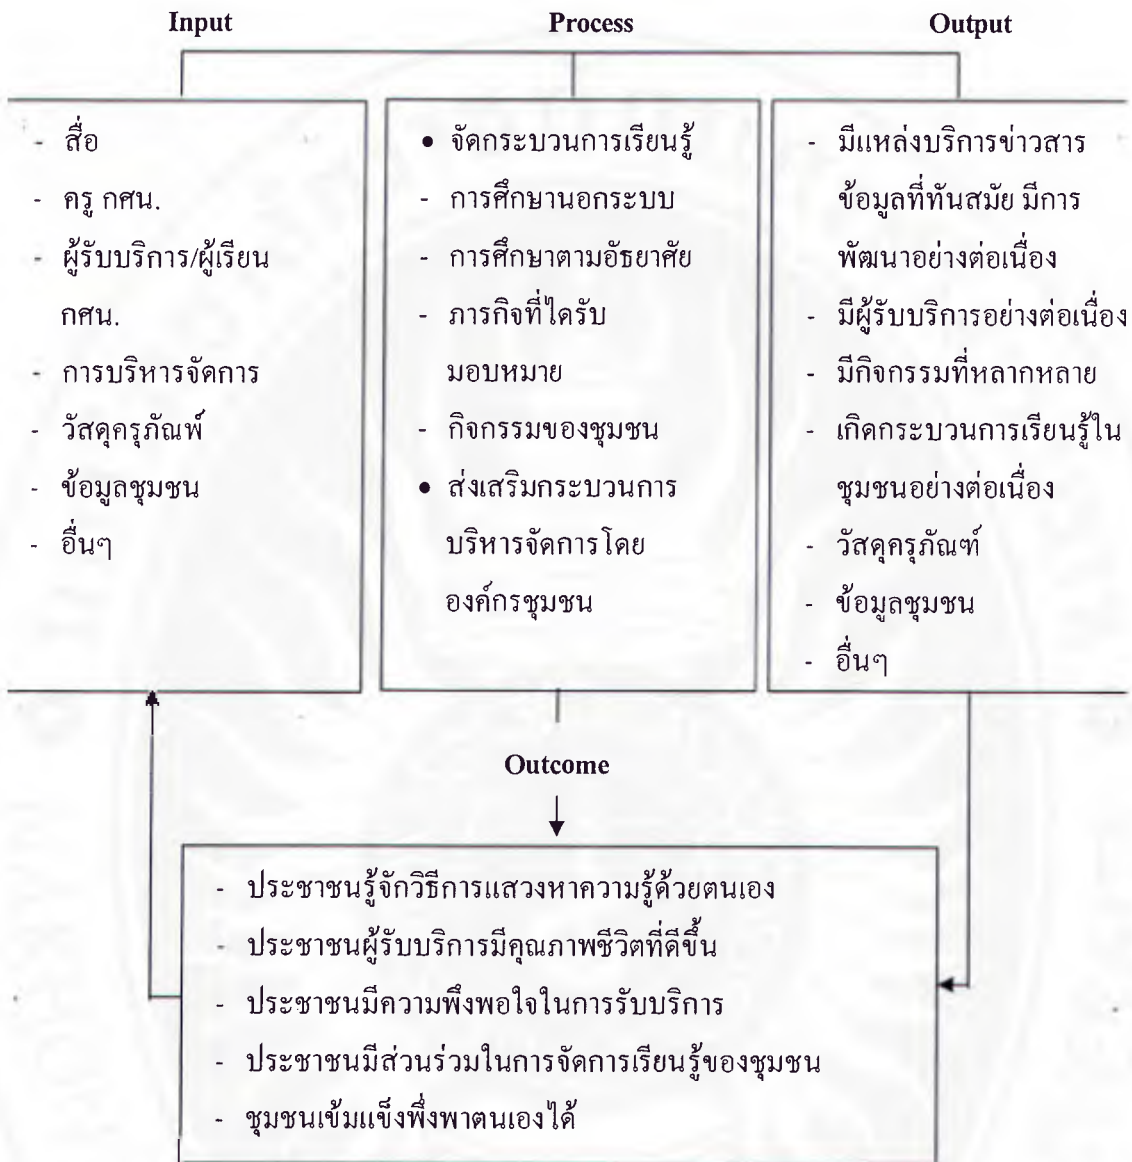 Input
Process
Output
- สื่อ
- ครู กศน.
- ผู้รับบริการ/ผู้เรียน
กศน.
- การบริหารจัดการ
- วัสดุครุภัณพ์
- ข้อมูลชุมชน
- อื่นๆ
• จัดกระบวนการเรียนรู้
- การศึกษานอกระบบ
- การศึกษาตามอัธยาศัย
- ภารกิจที่ใดรับ
มอบหมาย
- กิจกรรมของชุมชน
• ส่งเสริมกระบวนการ
บริหารจัดการโดย
องค์กรชุมชน
- มีแหล่งบริการข่าวสาร
ข้อมูลที่ทันสมัย มีการ
พัฒนาอย่างต่อเนื่อง
- มีผู้รับบริการอย่างต่อเนื่อง
- มีกิจกรรมที่หลากหลาย
- เกิดกระบวนการเรียนรู้ใน
ชุมชนอย่างต่อเนื่อง
- วัสดุครุภัณฑ์
- ข้อมูลชุมชน
- อื่นๆ
Outcome
- ประชาชนรู้จักวิธีการแสวงหาความรู้ด้วยตนเอง
- ประชาชนผู้รับบริการมีคุณภาพชีวิตที่ดีขึ้น
- ประชาชนมีความพึงพอใจในการรับบริการ
- ประชาชนมีส่วนร่วมในการจัดการเรียนรู้ของชุมชน
- ชุมชนเข้มแข็งพึ่งพาตนเองได้